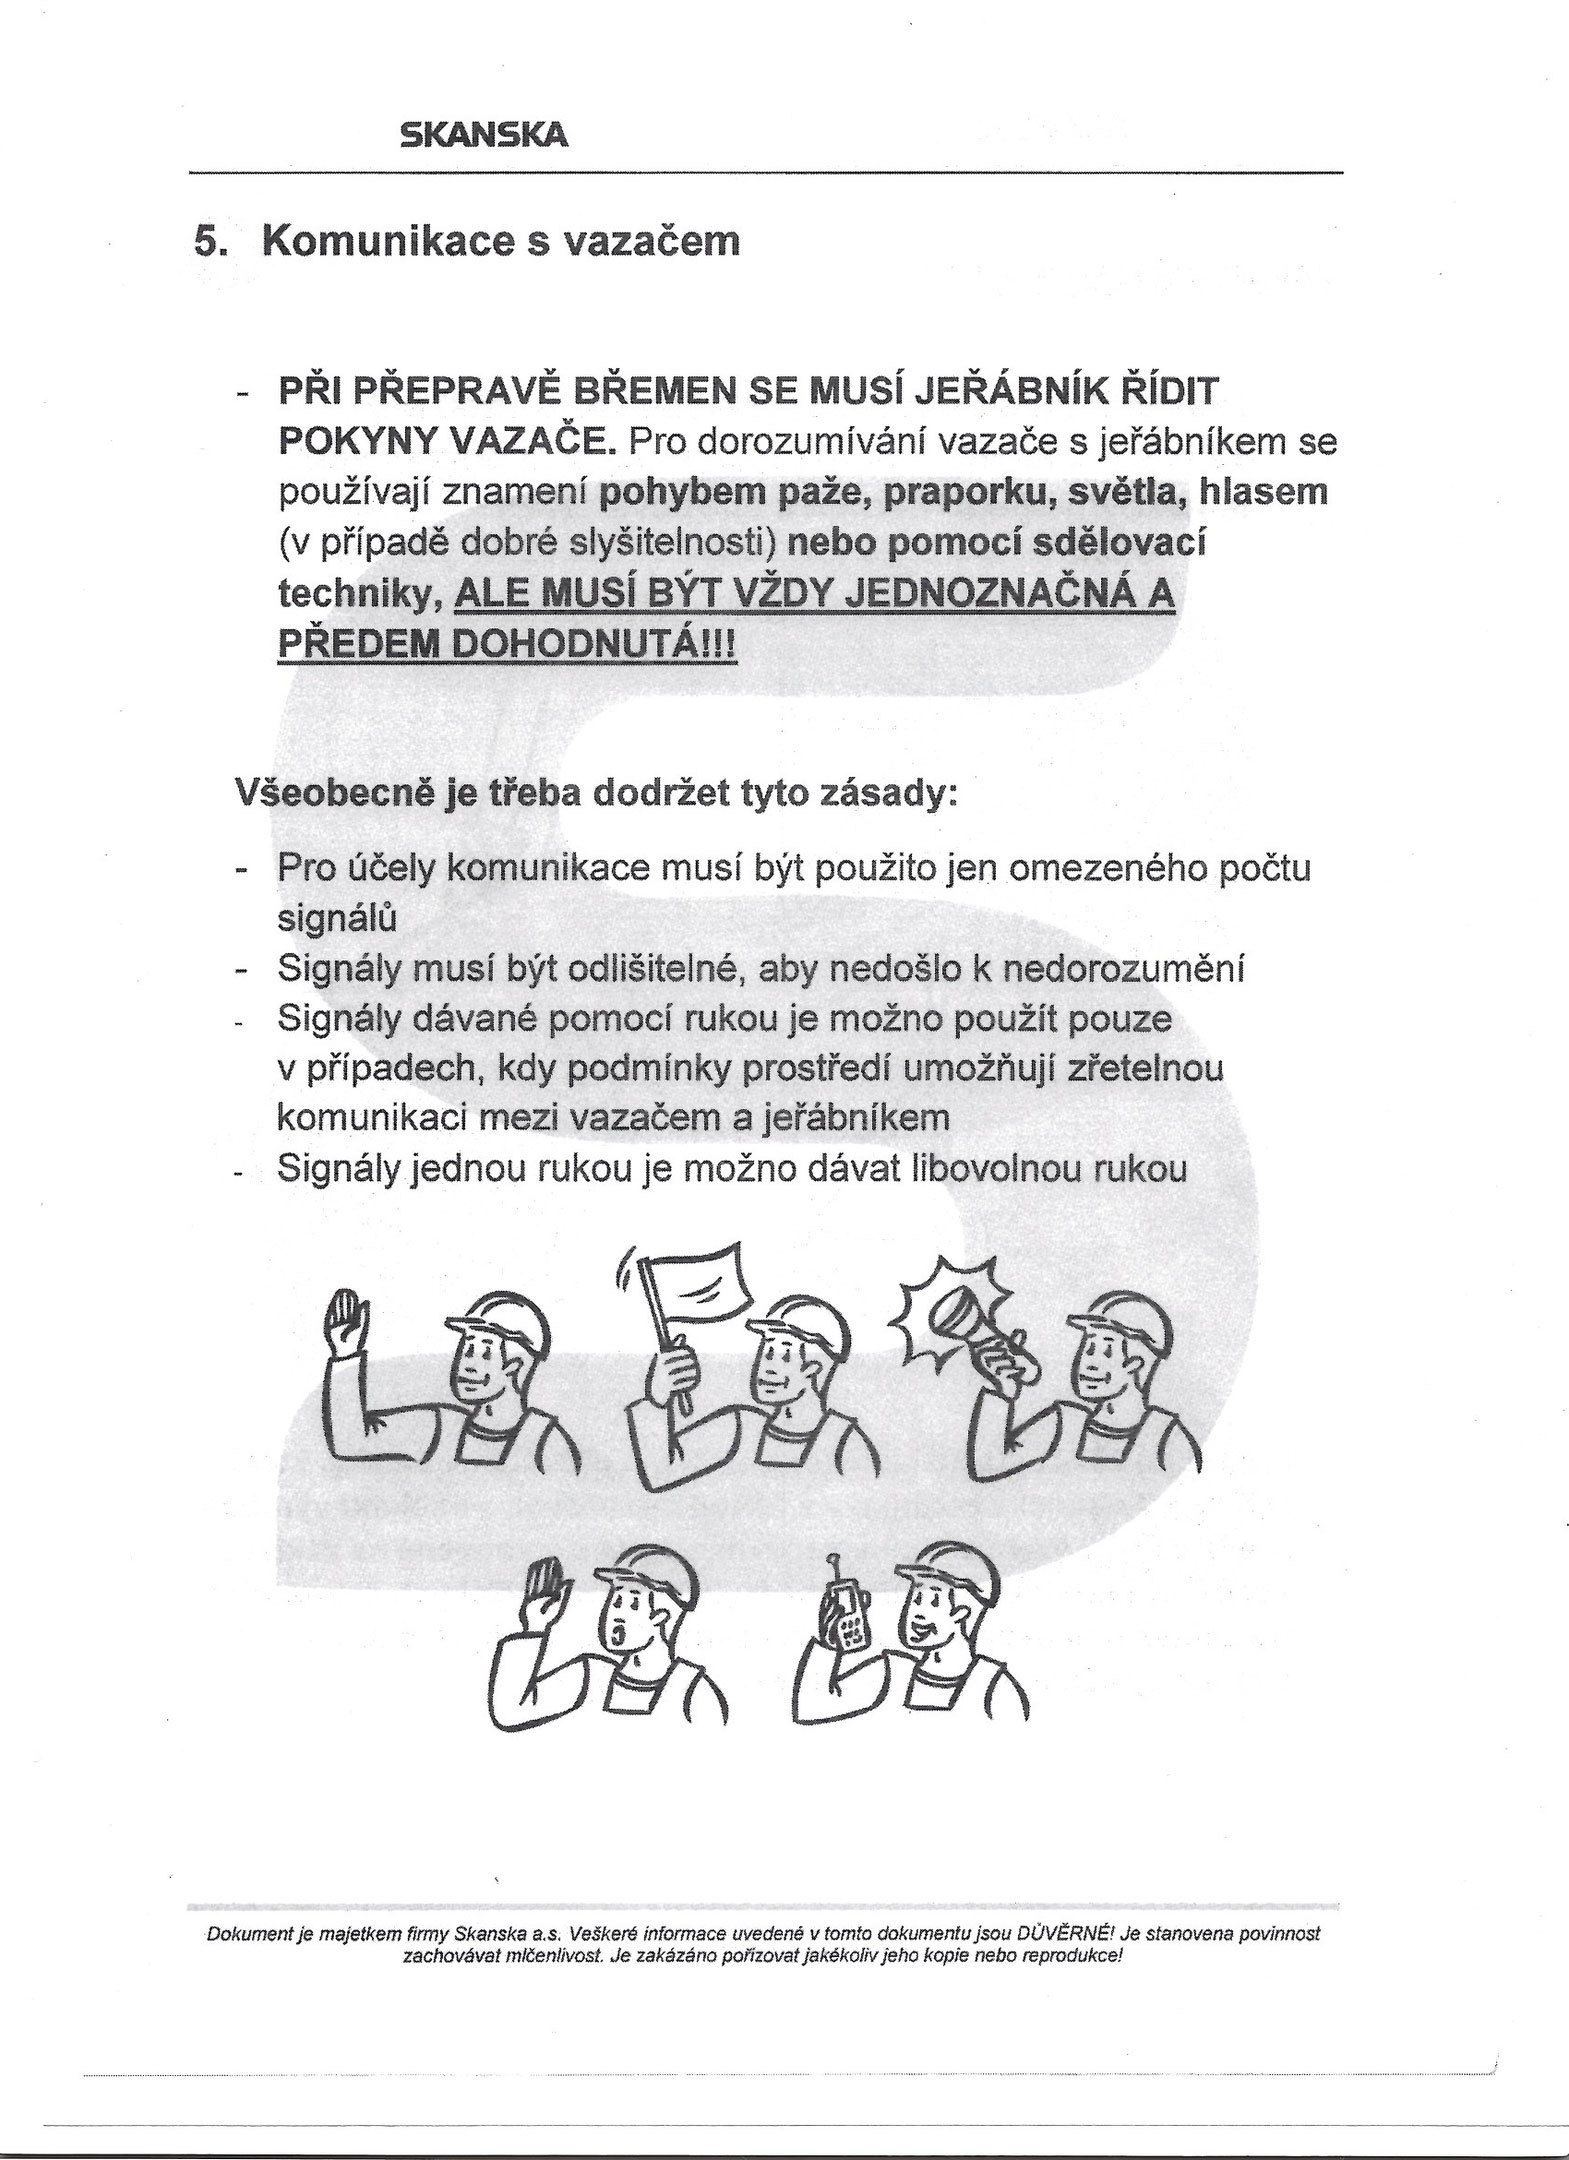 SKANSKA
5. Komunikace s vazačem
- PŘI PŘEPRAVĚ BŘEMEN SE MUSÍ JEŘÁBNÍK ŘÍDIT
POKYNY VAZAČE. Pro dorozumívání vazače s jeřábníkem se
používají znamení pohybem paže, praporku, světla, hlasem
(v případě dobré slyšitelnosti) nebo pomocí sdělovací
techniky, ALE MUSÍ BÝT VŽDY JEDNOZNAČNÁ A
PŘEDEM DOHODNUTÁ!!!
Všeobecně je třeba dodržet tyto zásady:
- Pro účely komunikace musí být použito jen omezeného počtu
signálů
- Signály musí být odlišitelné, aby nedošlo k nedorozumění
- Signály dávané pomocí rukou je možno použít pouze
v případech, kdy podmínky prostředí umožňují zřetelnou
komunikaci mezi vazačem a jeřábníkem
- Signály jednou rukou je možno dávat libovolnou rukou
Dokument je majetkem firmy Skanska a.s. Veškeré informace uvedené v tomto dokumentu jsou DŮVĚRNÉ! Je stanovena povinnost
zachovávat mlčenlivost. Je zakázáno pořizovat jakékoliv jeho kopie nebo reprodukce!